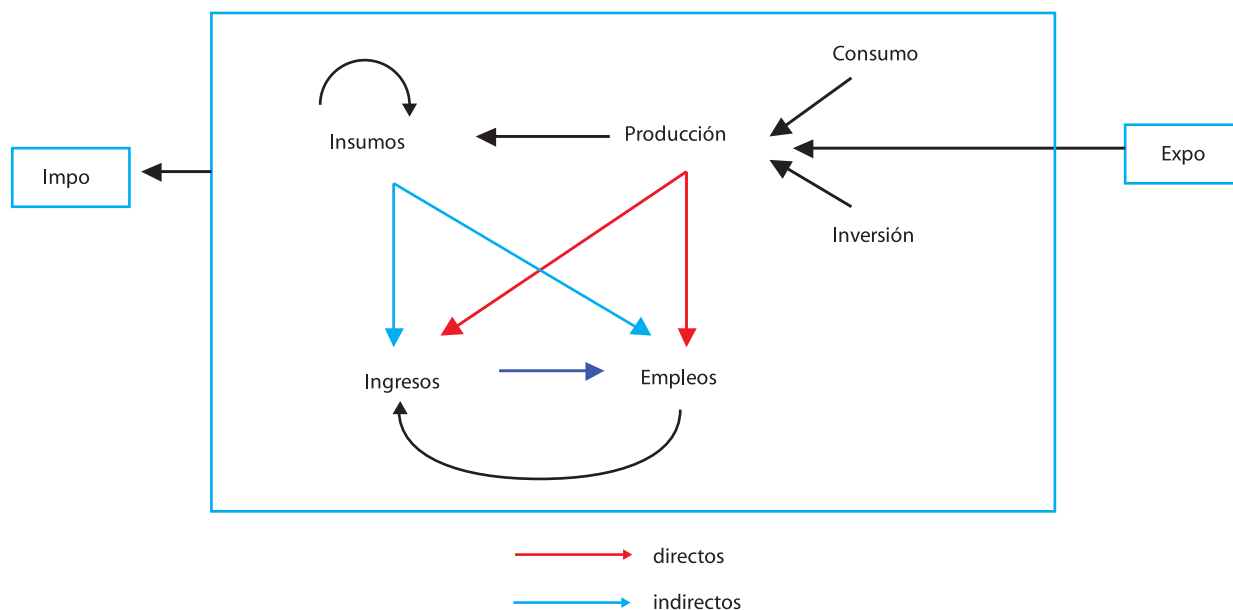 Consumo
Producción
Insumos
Expo
Impo
Inversión
Ingresos
Empleos
directos
indirectos